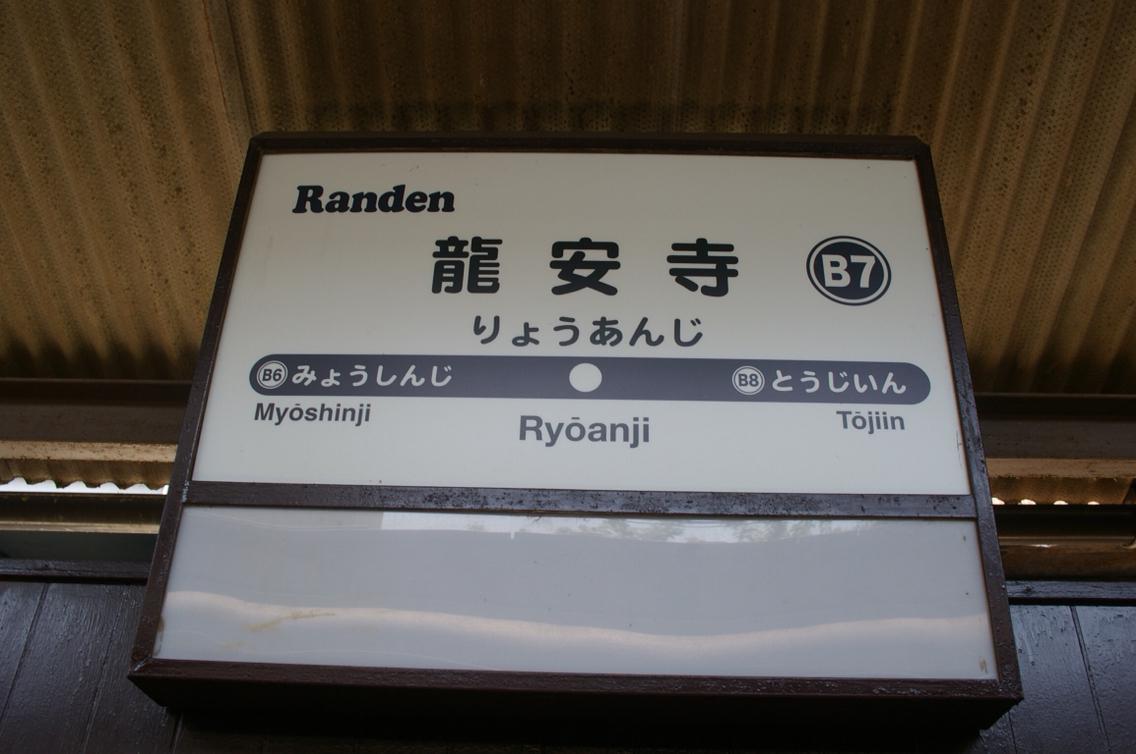 Randen
龍安寺 B7
りょうあんじ
B6 みょうしんじ B8 とうじいん
Myōshinji Ryōanji Tōjiin